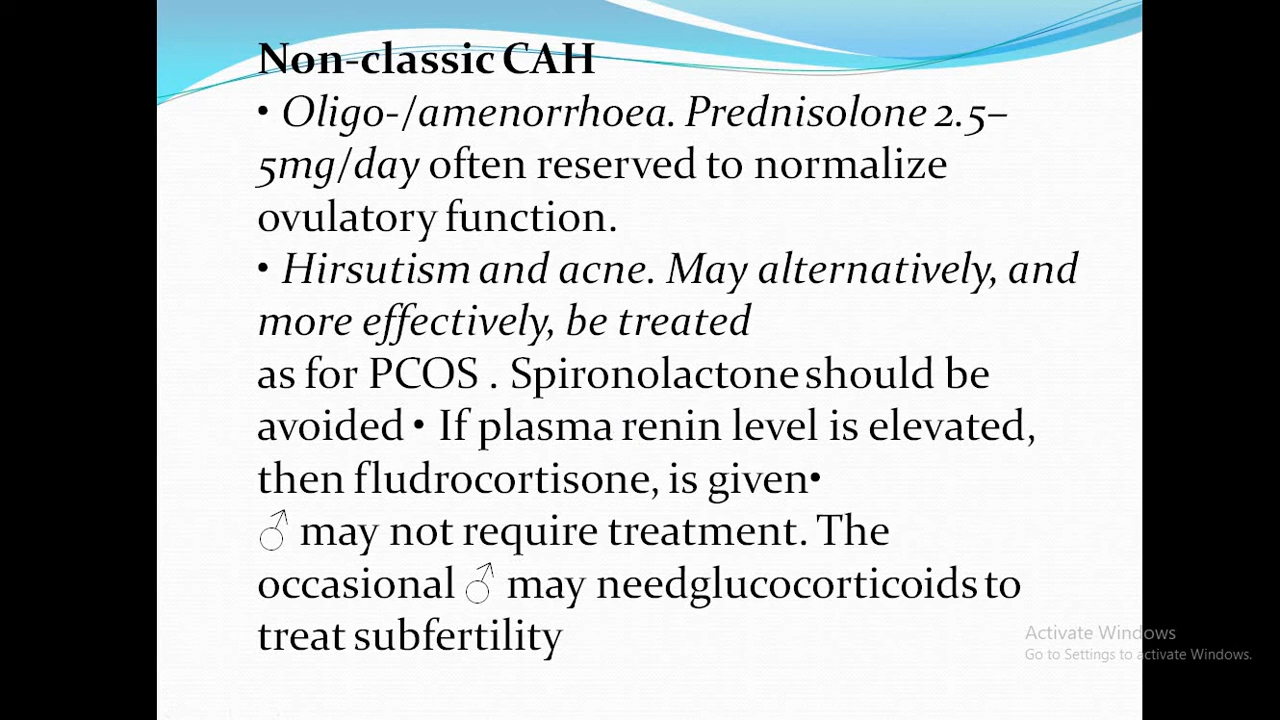 Non-classic CAH
• Oligo-/amenorrhoea. Prednisolone 2.5–
5mg/day often reserved to normalize
ovulatory function.
• Hirsutism and acne. May alternatively, and
more effectively, be treated
as for PCOS . Spironolactone should be
avoided • If plasma renin level is elevated,
then fludrocortisone, is given•
♂ may not require treatment. The
occasional ♂ may needglucocorticoids to
treat subfertility
Activate Windows
Go to Settings to activate Windows.